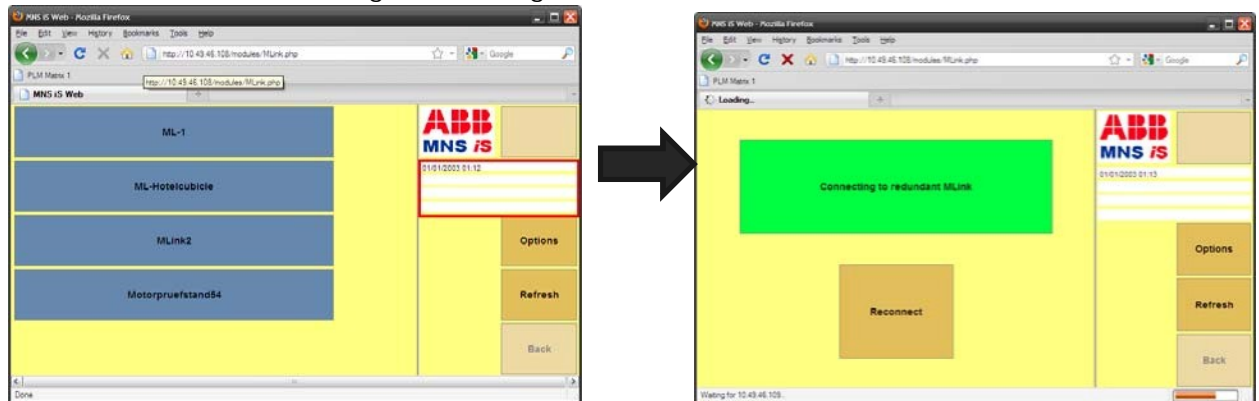 MNS iS Web - Mozilla Firefox
File Edit View History Bookmarks Tools Help
http://10.49.46.108/modules/MLink.php
Google
PLM Matrix 1
http://10.49.46.108/modules/MLink.php
MNS iS Web
ML-1
ML-Hotelcubicle
MLink2
Motorpruefstand54
ABB
MNS iS
01/01/2003 01:12
Options
Refresh
Back
Done
MNS iS Web - Mozilla Firefox
File Edit View History Bookmarks Tools Help
http://10.49.46.108/modules/MLink.php
Google
PLM Matrix 1
Loading...
Connecting to redundant MLink
Reconnect
ABB
MNS iS
01/01/2003 01:13
Options
Refresh
Back
Waiting for 10.49.46.109...